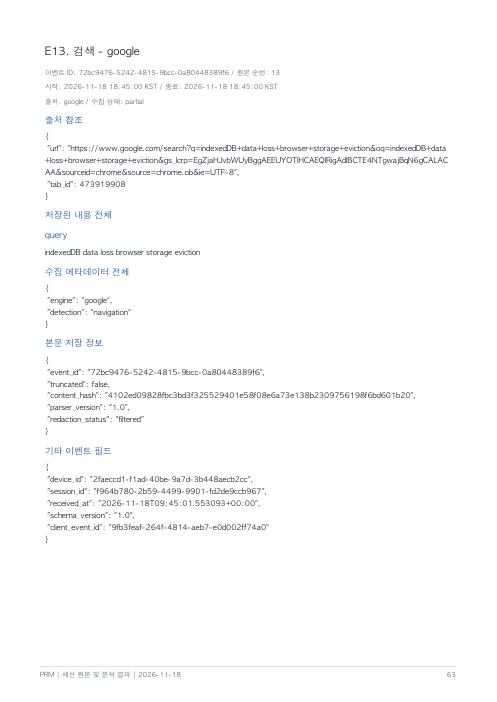 E13. 검색 - google
이벤트 ID: 72bc9476-5242-4815-9bcc-0a80448389f6 / 원본 순번: 13
시작: 2026-11-18 18:45:00 KST / 종료: 2026-11-18 18:45:00 KST
출처: google / 수집 상태: partial
출처 참조
{
"url": "https://www.google.com/search?q=indexedDB+data+loss+browser+storage+eviction&oq=indexedDB+data
+loss+browser+storage+eviction&gs_lcrp=EgZjaHJvbWUyBggAEEUYOTIHCAEQIRigAdIBCTE4NTgwajBqN6gCALAC
AA&sourceid=chrome&source=chrome.ob&ie=UTF-8",
"tab_id": 473919908
}
저장된 내용 전체
query
indexedDB data loss browser storage eviction
수집 메타데이터 전체
{
"engine": "google",
"detection": "navigation"
}
본문 저장 정보
{
"event_id": "72bc9476-5242-4815-9bcc-0a80448389f6",
"truncated": false,
"content_hash": "4102ed09828fbc3bd3f325529401e58f08e6a73e138b2309756198f6bd601b20",
"parser_version": "1.0",
"redaction_status": "filtered"
}
기타 이벤트 필드
{
"device_id": "2faeccd1-f1ad-40be-9a7d-3b448aecb2cc",
"session_id": "f964b780-2b59-4499-9901-fd2de9ccb967",
"received_at": "2026-11-18T09:45:01.553093+00:00",
"schema_version": "1.0",
"client_event_id": "9fb3feaf-264f-4814-aeb7-e0d002ff74a0"
}
PRM | 세션 원본 및 분석 결과 | 2026-11-18
63